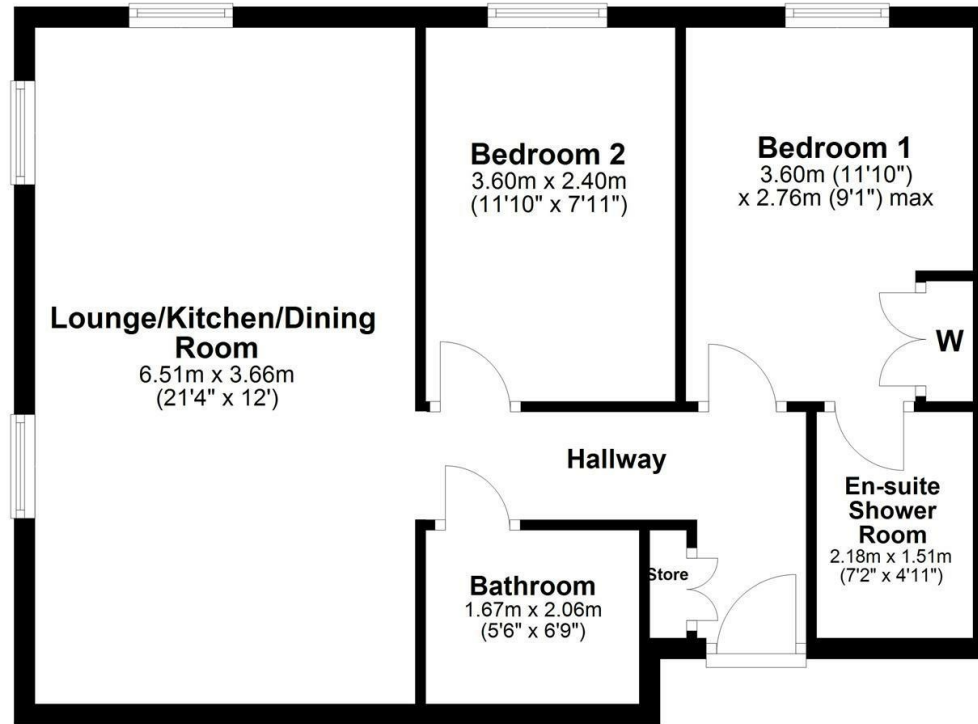 Bedroom 2
3.60m x 2.40m
(11'10" x 7'11")
Bedroom 1
3.60m (11'10")
x 2.76m (9'1") max
Lounge/Kitchen/Dining
Room
6.51m x 3.66m
(21'4" x 12')
W
Hallway
En-suite
Shower
Room
2.18m x 1.51m
(7'2" x 4'11")
Store
Bathroom
1.67m x 2.06m
(5'6" x 6'9")